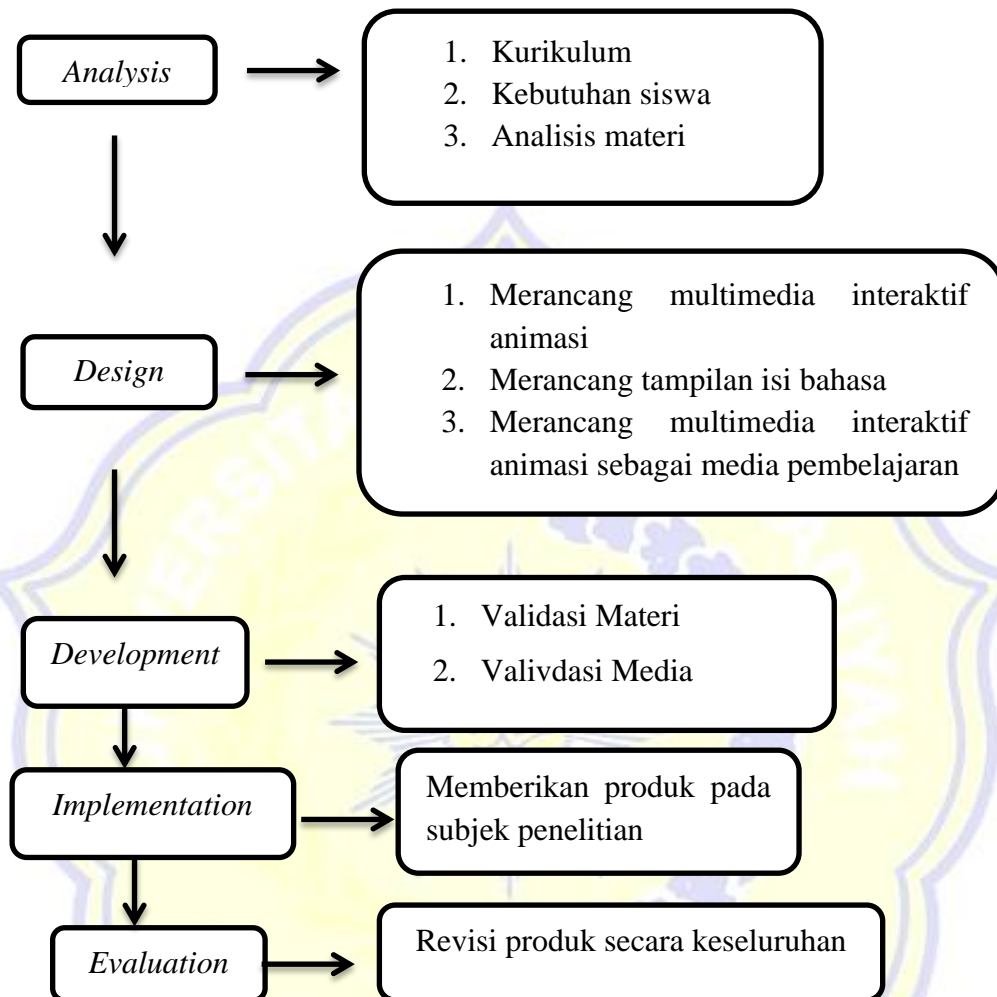 Analysis
1. Kurikulum
2. Kebutuhan siswa
3. Analisis materi
Design
1. Merancang multimedia interaktif
animasi
2. Merancang tampilan isi bahasa
3. Merancang multimedia interaktif
animasi sebagai media pembelajaran
Development
1. Validasi Materi
2. Valivdasi Media
Implementation
Memberikan produk pada
subjek penelitian
Evaluation
Revisi produk secara keseluruhan